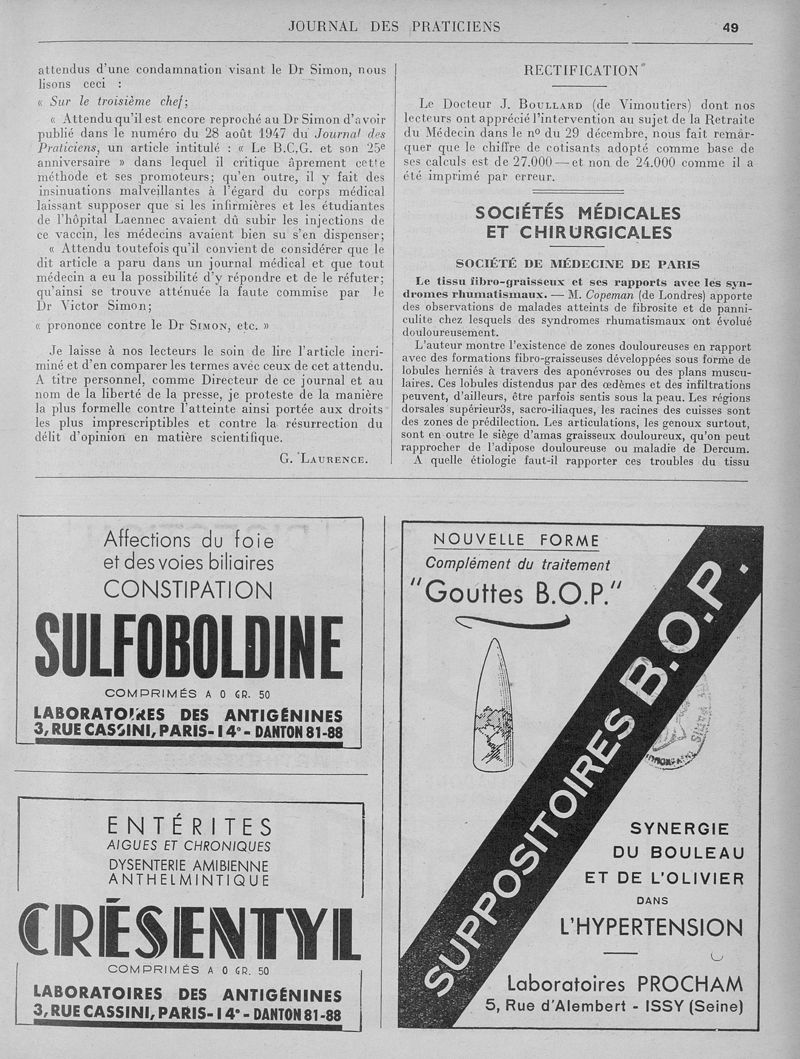 JOURNAL DES PRATICIENS
49
attendus d'une condamnation visant le Dr Simon, nous
lisons ceci :
« Sur le troisième chef;
« Attendu qu'il est encore reproché au Dr Simon d'avoir
publié dans le numéro du 28 août 1947 du Journal des
Praticiens, un article intitulé : « Le B.C.G. et son 25e
anniversaire » dans lequel il critique âprement cette
méthode et ses promoteurs; qu'en outre, il y fait des
insinuations malveillantes à l'égard du corps médical
laissant supposer que si les infirmières et les étudiantes
de l'hôpital Laennec avaient dû subir les injections de
ce vaccin, les médecins avaient bien su s'en dispenser;
« Attendu toutefois qu'il convient de considérer que le
dit article a paru dans un journal médical et que tout
médecin a eu la possibilité d'y répondre et de le réfuter;
qu'ainsi se trouve atténuée la faute commise par le
Dr Victor Simon;
« prononce contre le Dr SIMON, etc. »
Je laisse à nos lecteurs le soin de lire l'article incri-
miné et d'en comparer les termes avec ceux de cet attendu.
A titre personnel, comme Directeur de ce journal et au
nom de la liberté de la presse, je proteste de la manière
la plus formelle contre l'atteinte ainsi portée aux droits
les plus imprescriptibles et contre la résurrection du
délit d'opinion en matière scientifique.
G. LAURENCE.
RECTIFICATION
Le Docteur J. BOULLARD (de Vimoutiers) dont nos
lecteurs ont apprécié l'intervention au sujet de la Retraite
du Médecin dans le no du 29 décembre, nous fait remar-
quer que le chiffre de cotisants adopté comme base de
ses calculs est de 27.000 — et non de 24.000 comme il a
été imprimé par erreur.
SOCIÉTÉS MÉDICALES
ET CHIRURGICALES
SOCIÉTÉ DE MÉDECINE DE PARIS
Le tissu fibro-graisseux et ses rapports avec les syn-
dromes rhumatismaux. — M. Copeman (de Londres) apporte
des observations de malades atteints de fibrosite et de panni-
culite chez lesquels des syndromes rhumatismaux ont évolué
douloureusement.
L'auteur montre l'existence de zones douloureuses en rapport
avec des formations fibro-graisseuses développées sous forme de
lobules herniés à travers des aponévroses ou des plans muscu-
laires. Ces lobules distendus par des œdèmes et des infiltrations
peuvent, d'ailleurs, être parfois sentis sous la peau. Les régions
dorsales supérieur3s, sacro-iliaques, les racines des cuisses sont
des zones de prédilection. Les articulations, les genoux surtout,
sont en outre le siège d'amas graisseux douloureux, qu'on peut
rapprocher de l'adipose douloureuse ou maladie de Dercum.
A quelle étiologie faut-il rapporter ces troubles du tissu
Affections du foie
et des voies biliaires
CONSTIPATION
SULFOBOLDINE
COMPRIMÉS A 0 GR. 50
LABORATOIRES DES ANTIGÉNINES
3, RUE CASSINI, PARIS-14e - DANTON 81-88
ENTÉRITES
AIGUES ET CHRONIQUES
DYSENTERIE AMIBIENNE
ANTHELMINTIQUE
CRÉSENTYL
COMPRIMÉS A 0 GR. 50
LABORATOIRES DES ANTIGÉNINES
3, RUE CASSINI, PARIS-14e - DANTON 81-88
NOUVELLE FORME
Complément du traitement
"Gouttes B.O.P."
SUPPOSITOIRES B.O.P.
SYNERGIE
DU BOULEAU
ET DE L'OLIVIER
DANS
L'HYPERTENSION
Laboratoires PROCHAM
5, Rue d'Alembert - ISSY (Seine)